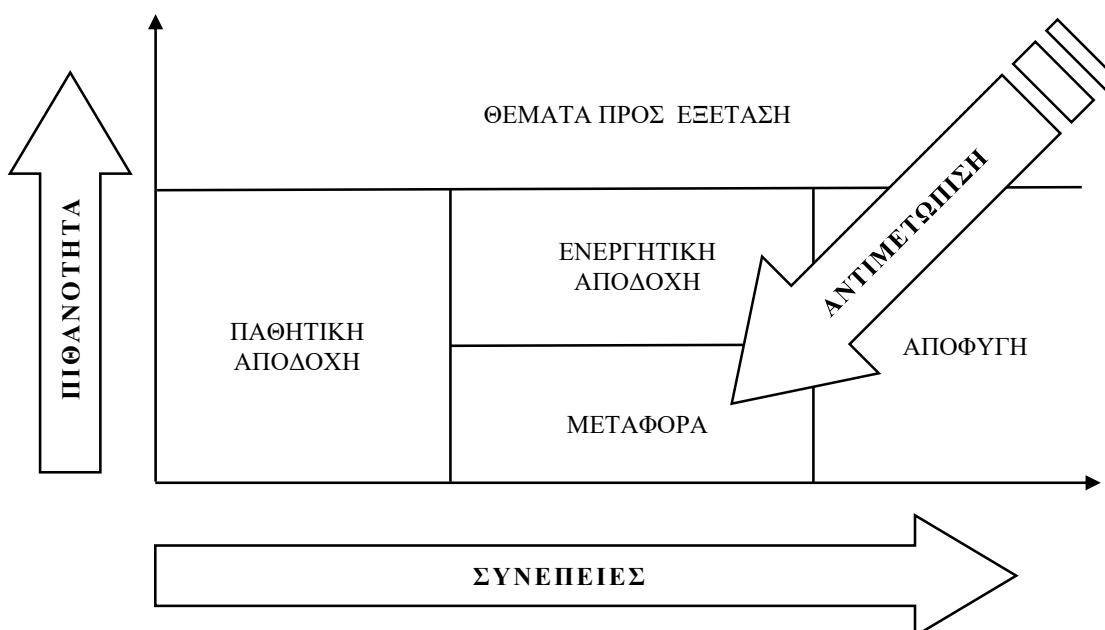 ΘΕΜΑΤΑ ΠΡΟΣ ΕΞΕΤΑΣΗ
ΠΙΘΑΝΟΤΗΤΑ
ΠΑΘΗΤΙΚΗ
ΑΠΟΔΟΧΗ
ΕΝΕΡΓΗΤΙΚΗ
ΑΠΟΔΟΧΗ
ΜΕΤΑΦΟΡΑ
ΑΝΤΙΜΕΤΩΠΙΣΗ
ΑΠΟΦΥΓΗ
ΣΥΝΕΠΕΙΕΣ